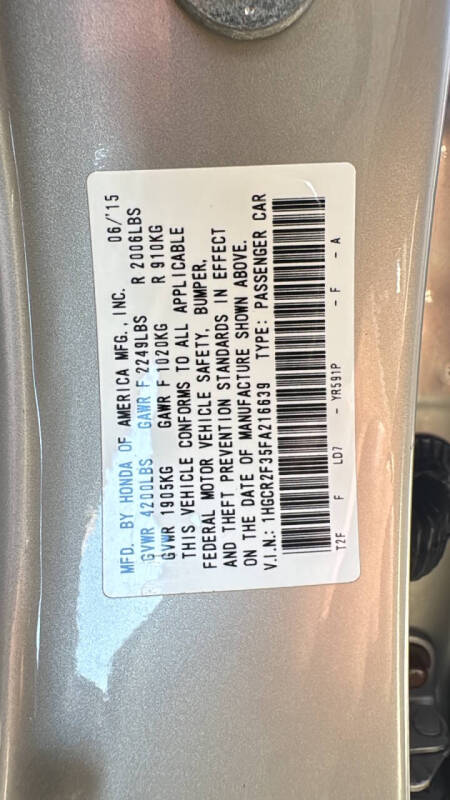 MFD. BY HONDA OF AMERICA MFG., INC. 06/'15
GVWR 4200LBS GAWR F 2249LBS R 2006LBS
GVWR 1905KG GAWR F 1020KG R 910KG
THIS VEHICLE CONFORMS TO ALL APPLICABLE
FEDERAL MOTOR VEHICLE SAFETY, BUMPER,
AND THEFT PREVENTION STANDARDS IN EFFECT
ON THE DATE OF MANUFACTURE SHOWN ABOVE.
V.I.N.: 1HGCR2F35FA216639 TYPE: PASSENGER CAR
T2F F LD7 - YR591P - F - A